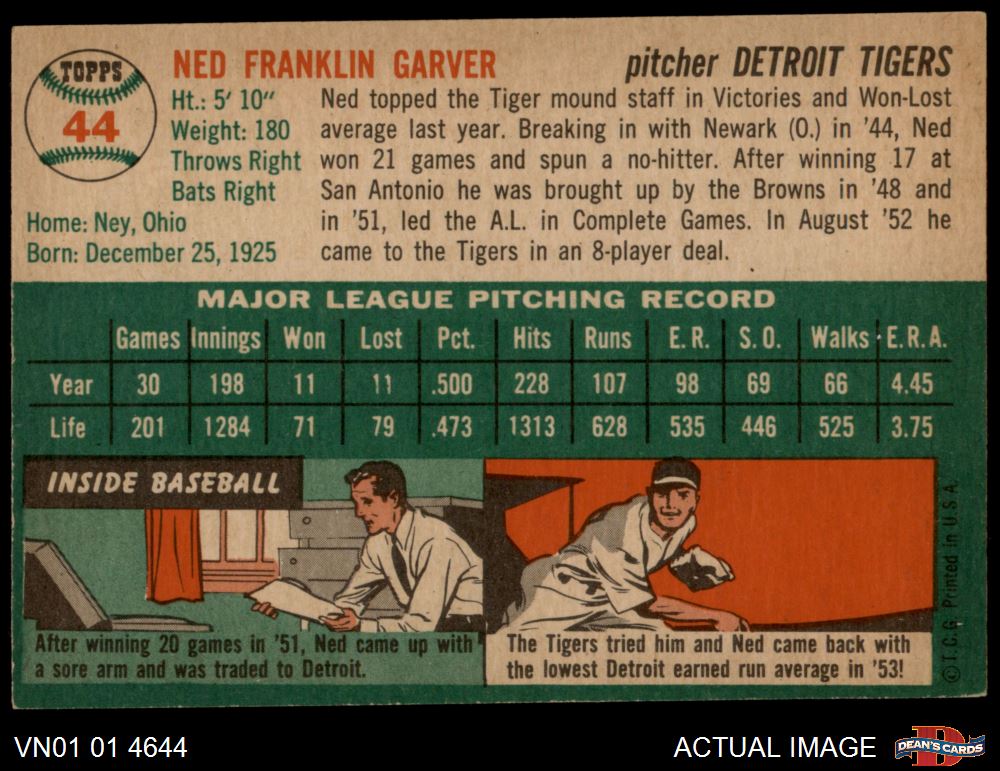 TOPPS
44
NED FRANKLIN GARVER
pitcher DETROIT TIGERS
Ht.: 5' 10"
Weight: 180
Throws Right
Bats Right
Home: Ney, Ohio
Born: December 25, 1925
Ned topped the Tiger mound staff in Victories and Won-Lost
average last year. Breaking in with Newark (O.) in '44, Ned
won 21 games and spun a no-hitter. After winning 17 at
San Antonio he was brought up by the Browns in '48 and
in '51, led the A.L. in Complete Games. In August '52 he
came to the Tigers in an 8-player deal.
MAJOR LEAGUE PITCHING RECORD
Games Innings Won Lost Pct. Hits Runs E. R. S. O. Walks E. R. A.
Year 30 198 11 11 .500 228 107 98 69 66 4.45
Life 201 1284 71 79 .473 1313 628 535 446 525 3.75
INSIDE BASEBALL
After winning 20 games in '51, Ned came up with
a sore arm and was traded to Detroit.
The Tigers tried him and Ned came back with
the lowest Detroit earned run average in '53!
© T.C.G. Printed in U.S.A.
VN01 01 4644
ACTUAL IMAGE
D
DEAN'S CARDS